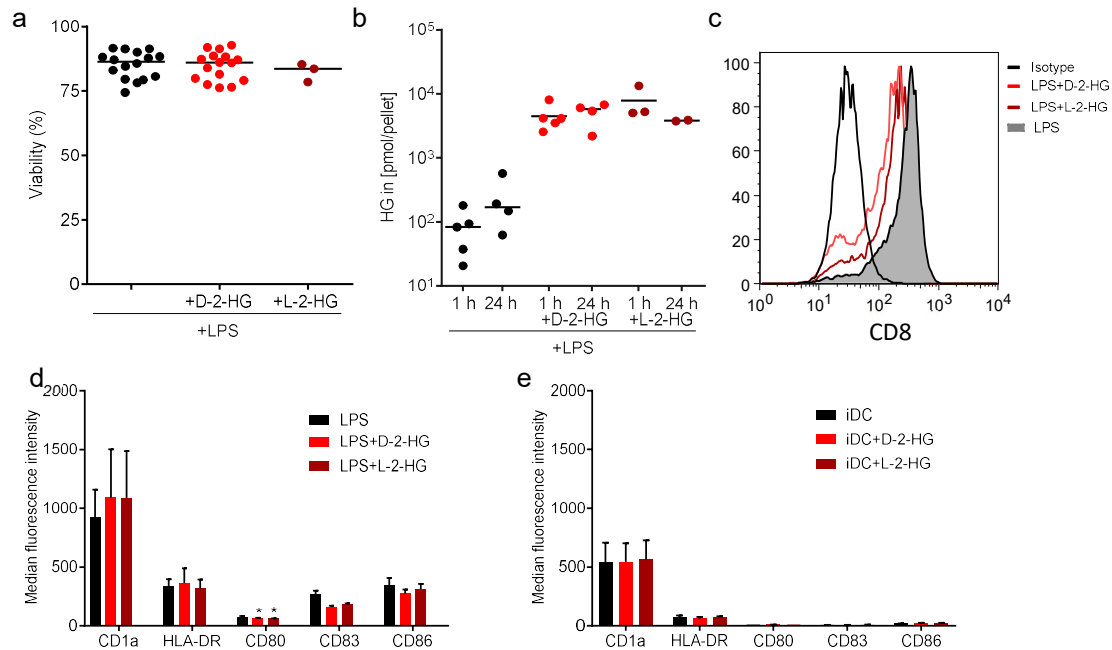 a
Viability (%)
100
75
50
25
0
+D-2-HG
+L-2-HG
+LPS
b
HG in [pmol/pellet]
10⁵
10⁴
10³
10²
10¹
1 h
24 h
1 h
24 h
1 h
24 h
+D-2-HG
+L-2-HG
+LPS
c
100
80
60
40
20
0
10⁰
10¹
10²
10³
10⁴
CD8
Isotype
LPS+D-2-HG
LPS+L-2-HG
LPS
d
Median fluorescence intensity
2000
1500
1000
500
0
LPS
LPS+D-2-HG
LPS+L-2-HG
* *
CD1a
HLA-DR
CD80
CD83
CD86
e
Median fluorescence intensity
2000
1500
1000
500
0
iDC
iDC+D-2-HG
iDC+L-2-HG
CD1a
HLA-DR
CD80
CD83
CD86